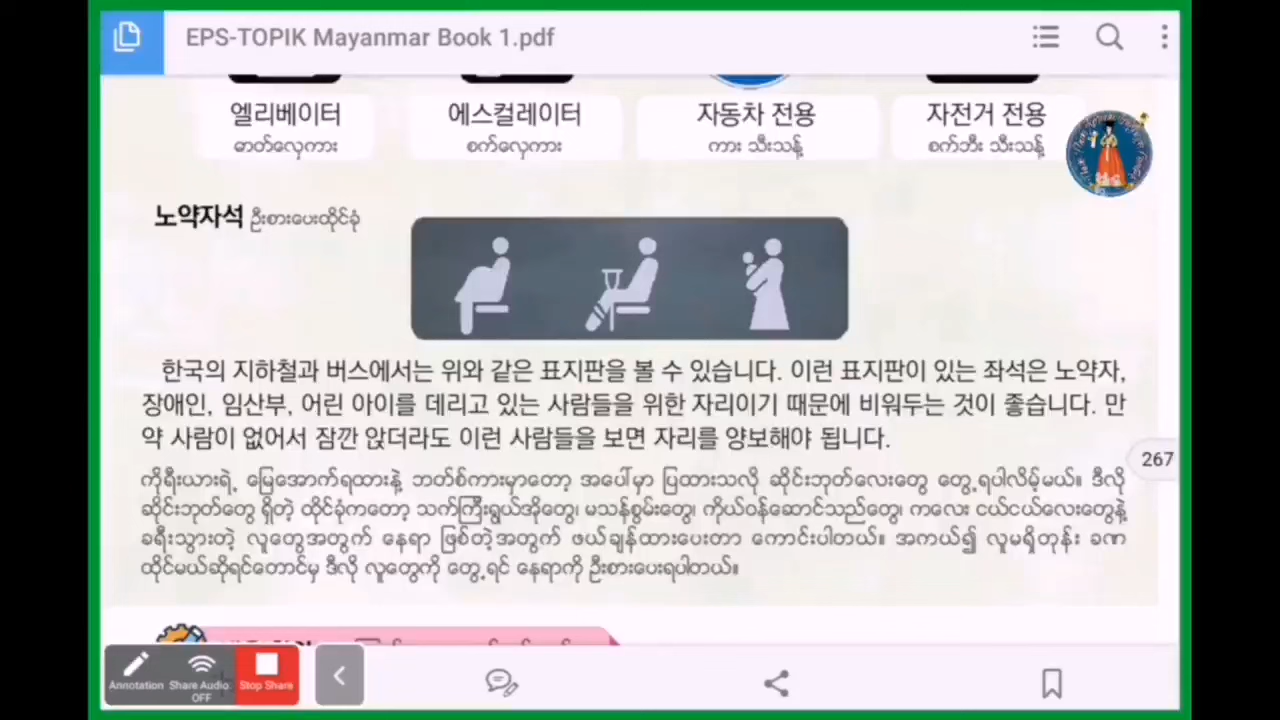 EPS-TOPIK Mayanmar Book 1.pdf
엘리베이터 에스컬레이터 자동차 전용 자전거 전용
ဓာတ်လှေကား စက်လှေကား ကား သီးသန့် စက်ဘီး သီးသန့်
노약자석 ဦးစားပေးထိုင်ခုံ
한국의 지하철과 버스에서는 위와 같은 표지판을 볼 수 있습니다. 이런 표지판이 있는 좌석은 노약자,
장애인, 임산부, 어린 아이를 데리고 있는 사람들을 위한 자리이기 때문에 비워두는 것이 좋습니다. 만
약 사람이 없어서 잠깐 앉더라도 이런 사람들을 보면 자리를 양보해야 됩니다.
267
ကိုရီးယားရဲ့ မြေအောက်ရထားနဲ့ ဘတ်စ်ကားမှာတော့ အပေါ်မှာ ပြထားသလို ဆိုင်းဘုတ်လေးတွေ တွေ့ရပါလိမ့်မယ်။ ဒီလို
ဆိုင်းဘုတ်တွေ ရှိတဲ့ ထိုင်ခုံကတော့ သက်ကြီးရွယ်အိုတွေ၊ မသန်စွမ်းတွေ၊ ကိုယ်ဝန်ဆောင်သည်တွေ၊ ကလေး ငယ်ငယ်လေးတွေနဲ့
ခရီးသွားတဲ့ လူတွေအတွက် နေရာ ဖြစ်တဲ့အတွက် ဖယ်ချန်ထားပေးတာ ကောင်းပါတယ်။ အကယ်၍ လူမရှိတုန်း ခဏ
ထိုင်မယ်ဆိုရင်တောင်မှ ဒီလို လူတွေကို တွေ့ရင် နေရာကို ဦးစားပေးရပါတယ်။
Annotation Share Audio Stop Share
OFF